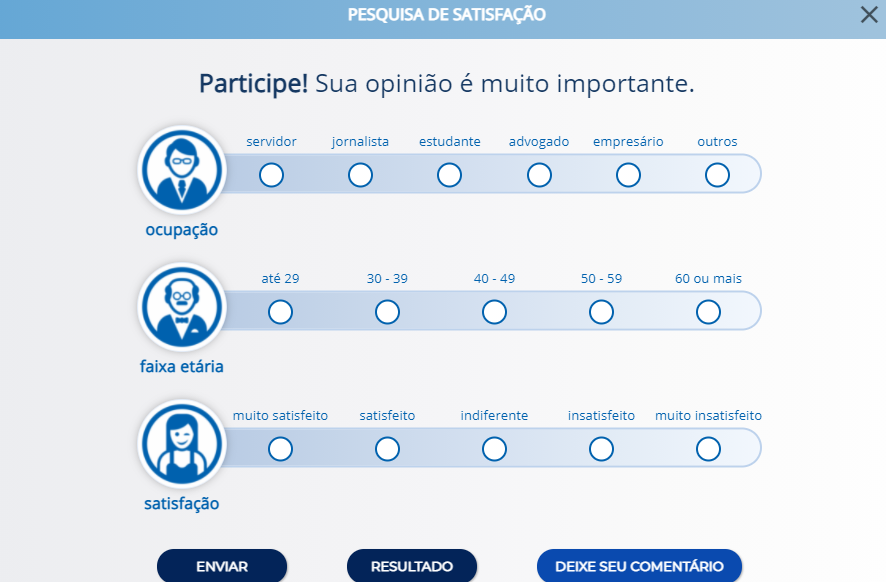 PESQUISA DE SATISFAÇÃO
Participe! Sua opinião é muito importante.
servidor jornalista estudante advogado empresário outros
ocupação
até 29 30 - 39 40 - 49 50 - 59 60 ou mais
faixa etária
muito satisfeito satisfeito indiferente insatisfeito muito insatisfeito
satisfação
ENVIAR RESULTADO DEIXE SEU COMENTÁRIO